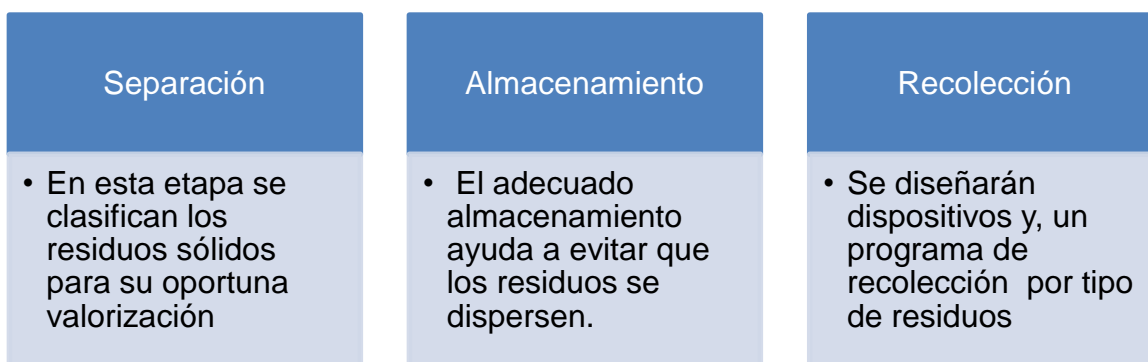 Separación
• En esta etapa se
clasifican los
residuos sólidos
para su oportuna
valorización
Almacenamiento
• El adecuado
almacenamiento
ayuda a evitar que
los residuos se
dispersen.
Recolección
• Se diseñarán
dispositivos y, un
programa de
recolección por tipo
de residuos